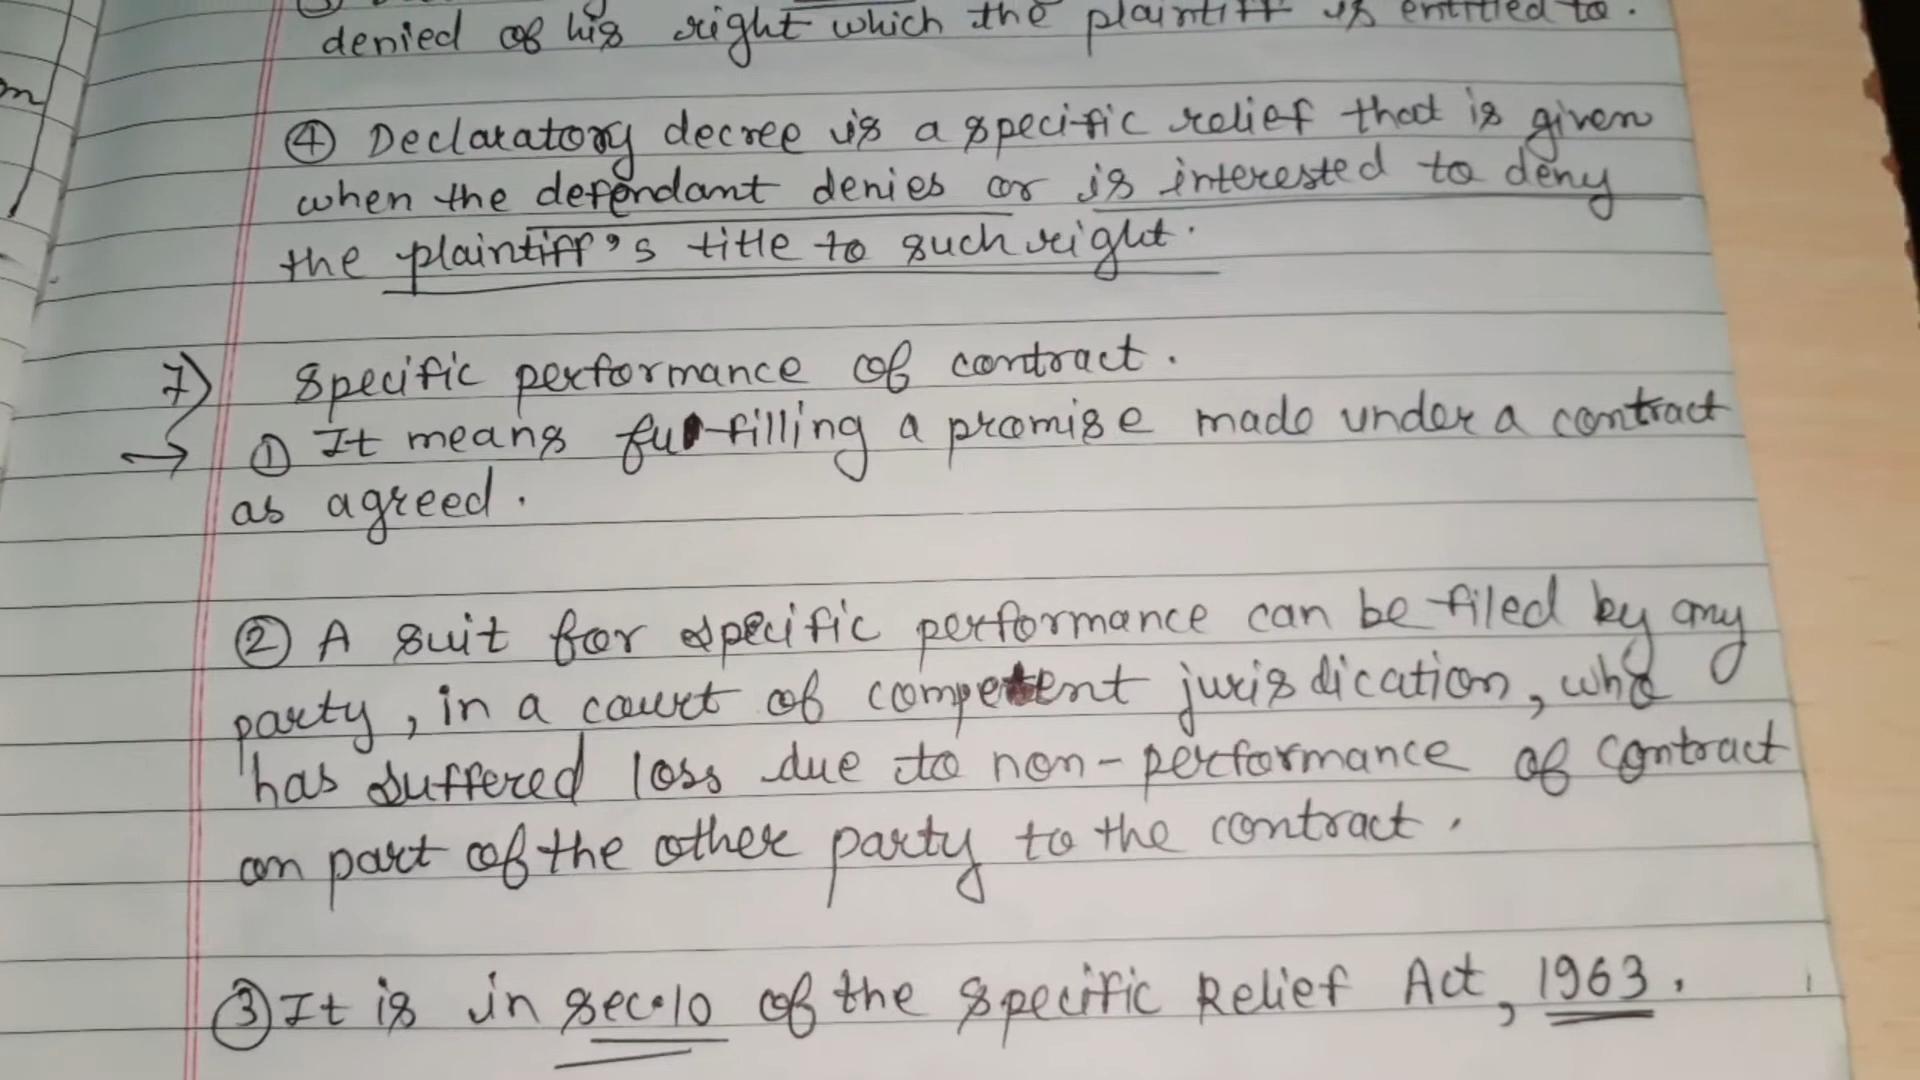 denied of his right which the plaintiff is entitled to.
④ Declaratory decree is a specific relief that is given
when the defendant denies or is interested to deny
the plaintiff's title to such right.
7) Specific performance of contract.
→ ① It means fulfilling a promise made under a contract
as agreed.
② A suit for specific performance can be filed by any
party, in a court of competent jurisdication, who
has suffered loss due to non-performance of contract
on part of the other party to the contract.
③ It is in sec.10 of the Specific Relief Act, 1963.